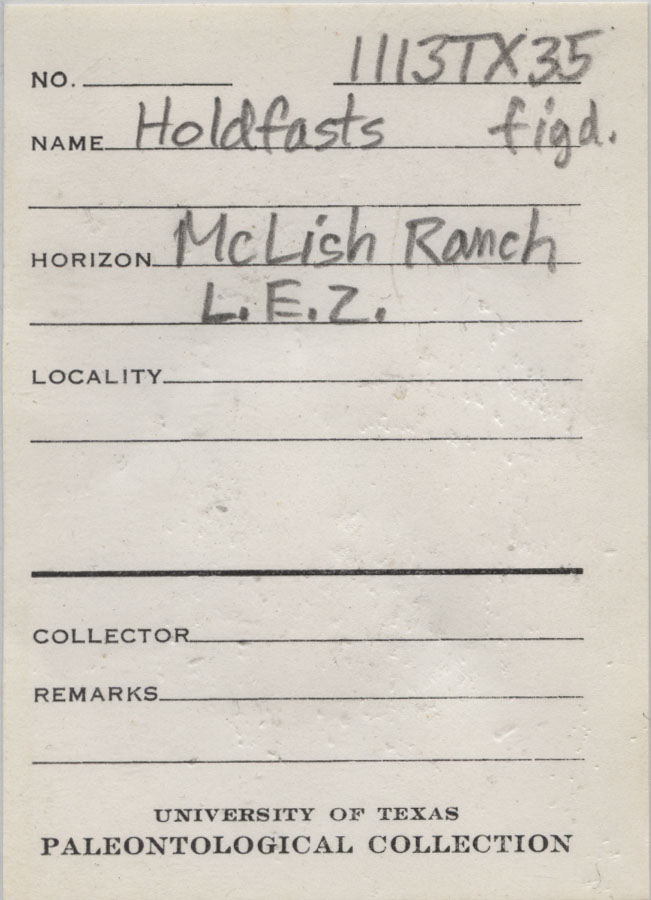 NO. 1113TX35
NAME Holdfasts figd.
HORIZON McLish Ranch
L.E.Z.
LOCALITY
COLLECTOR
REMARKS
UNIVERSITY OF TEXAS
PALEONTOLOGICAL COLLECTION